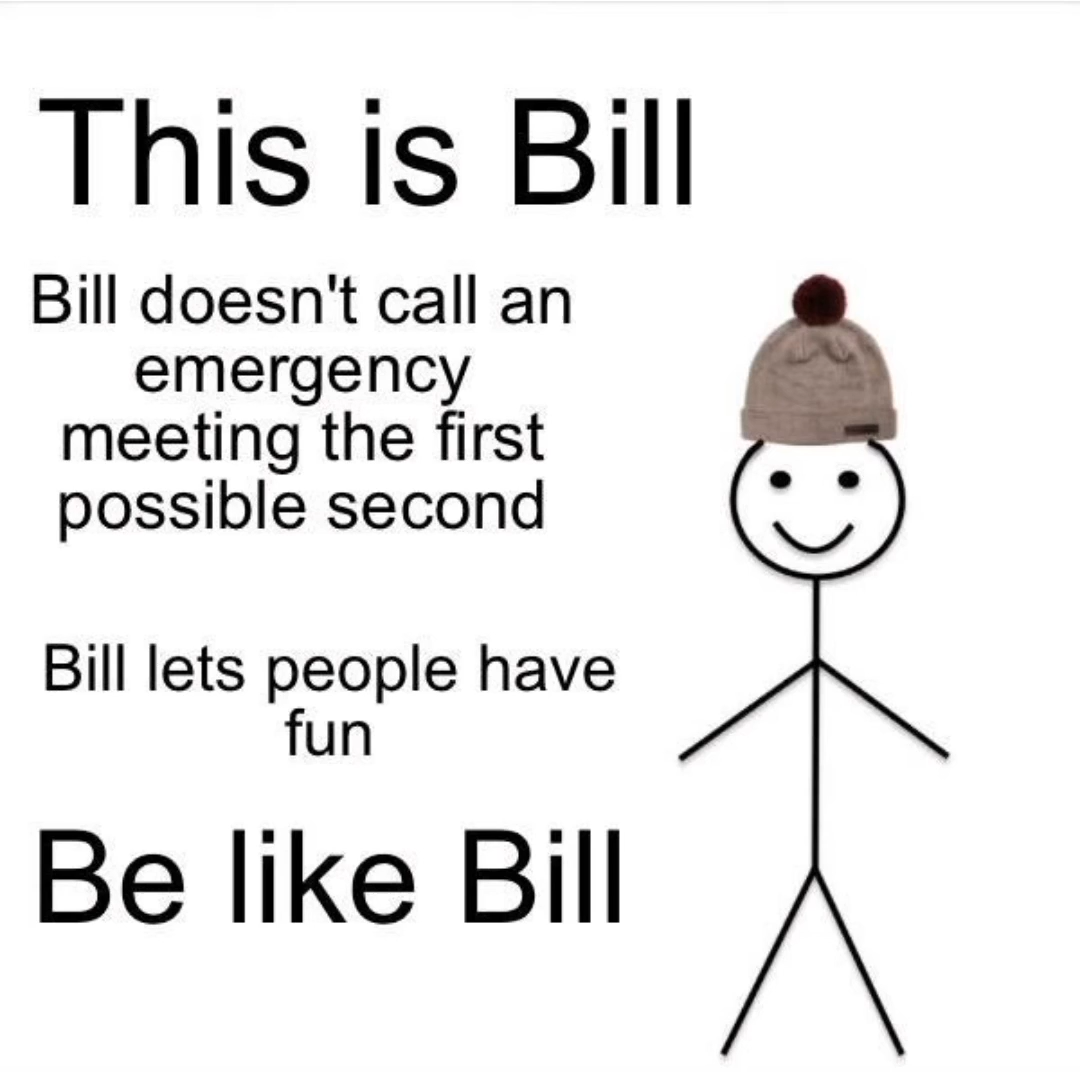 This is Bill
Bill doesn't call an
emergency
meeting the first
possible second
Bill lets people have
fun
Be like Bill